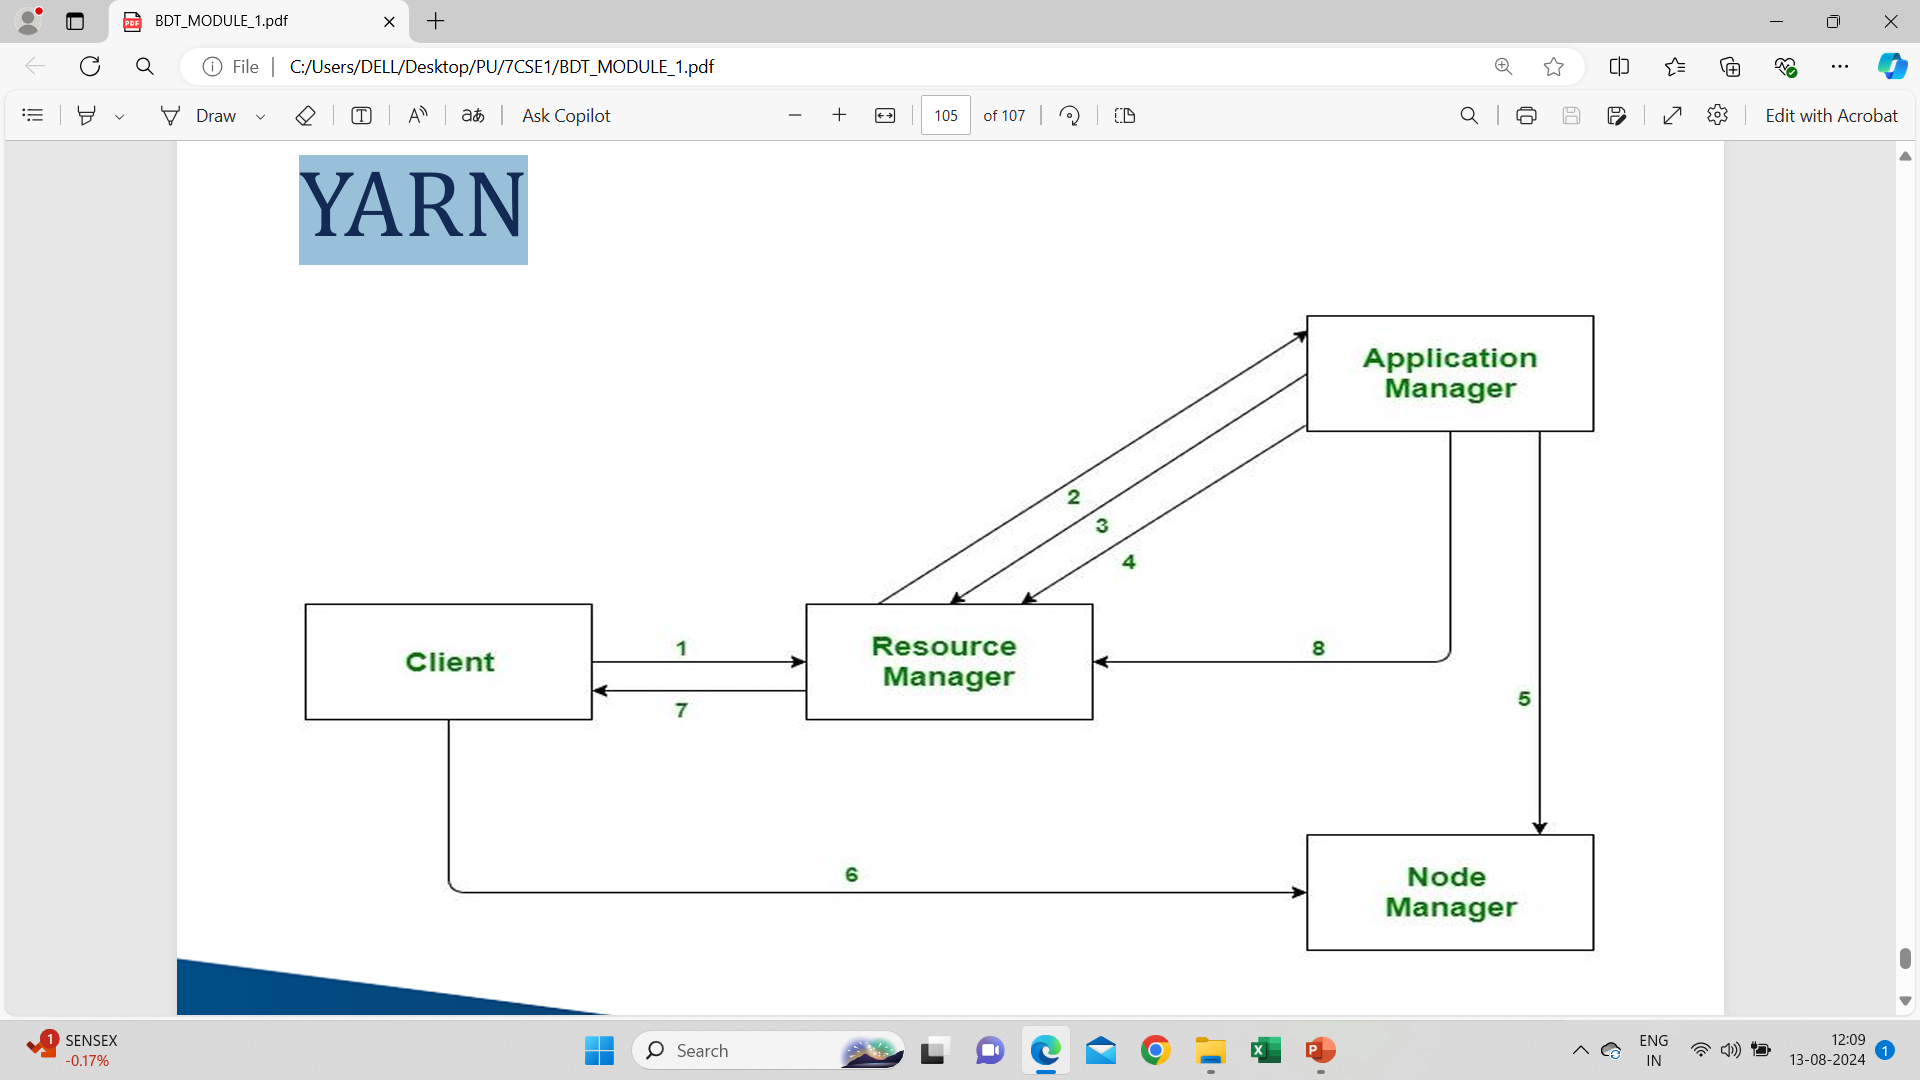 BDT_MODULE_1.pdf
File
C:/Users/DELL/Desktop/PU/7CSE1/BDT_MODULE_1.pdf
Draw
Ask Copilot
105 of 107
Edit with Acrobat
YARN
Application
Manager
2
3
4
Client
1
7
Resource
Manager
8
5
6
Node
Manager
1
SENSEX
-0.17%
Search
ENG
IN
12:09
13-08-2024
1